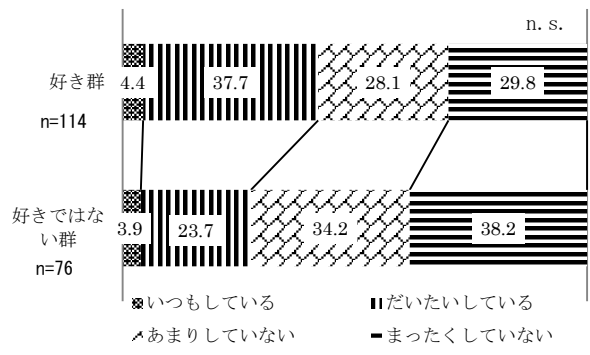 n.s.
好き群
4.4
37.7
28.1
29.8
n=114
好きではな
い群
3.9
23.7
34.2
38.2
n=76
いつもしている
だいたいしている
あまりしていない
まったくしていない